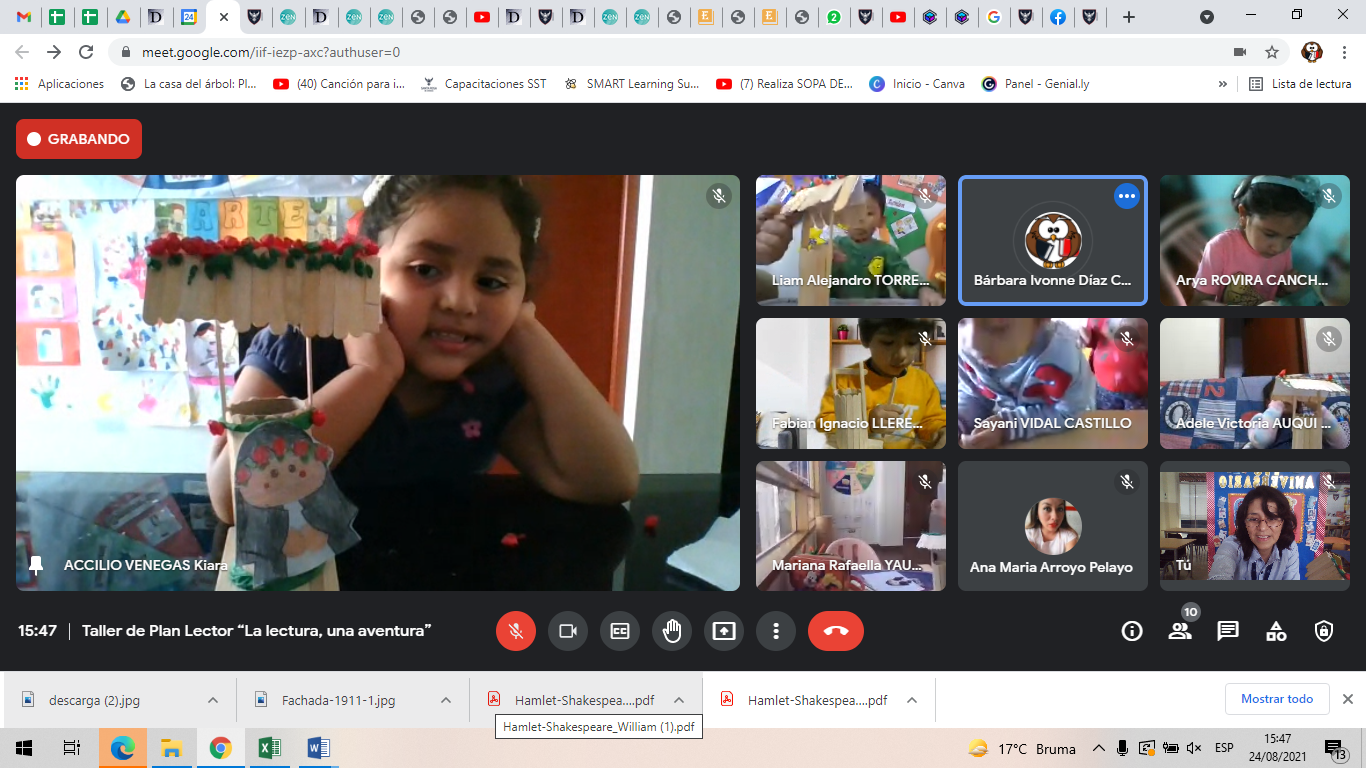 24
2
meet.google.com/iif-iezp-axc?authuser=0
Aplicaciones
La casa del árbol: Pl...
(40) Canción para i...
Capacitaciones SST
SMART Learning Su...
(7) Realiza SOPA DE...
Inicio - Canva
Panel - Genial.ly
»
Lista de lectura
GRABANDO
ARTE
ACCILIO VENEGAS Kiara
Liam Alejandro TORRE...
Bárbara Ivonne Díaz C...
Arya ROVIRA CANCH...
Fabian Ignacio LLERE...
Sayani VIDAL CASTILLO
Adele Victoria AUQUI ...
Mariana Rafaella YAU...
Ana Maria Arroyo Pelayo
Tú
15:47 | Taller de Plan Lector “La lectura, una aventura”
10
descarga (2).jpg
Fachada-1911-1.jpg
Hamlet-Shakespea....pdf
Hamlet-Shakespea....pdf
Mostrar todo
Hamlet-Shakespeare_William (1).pdf
17°C Bruma
ESP
15:47
24/08/2021
13